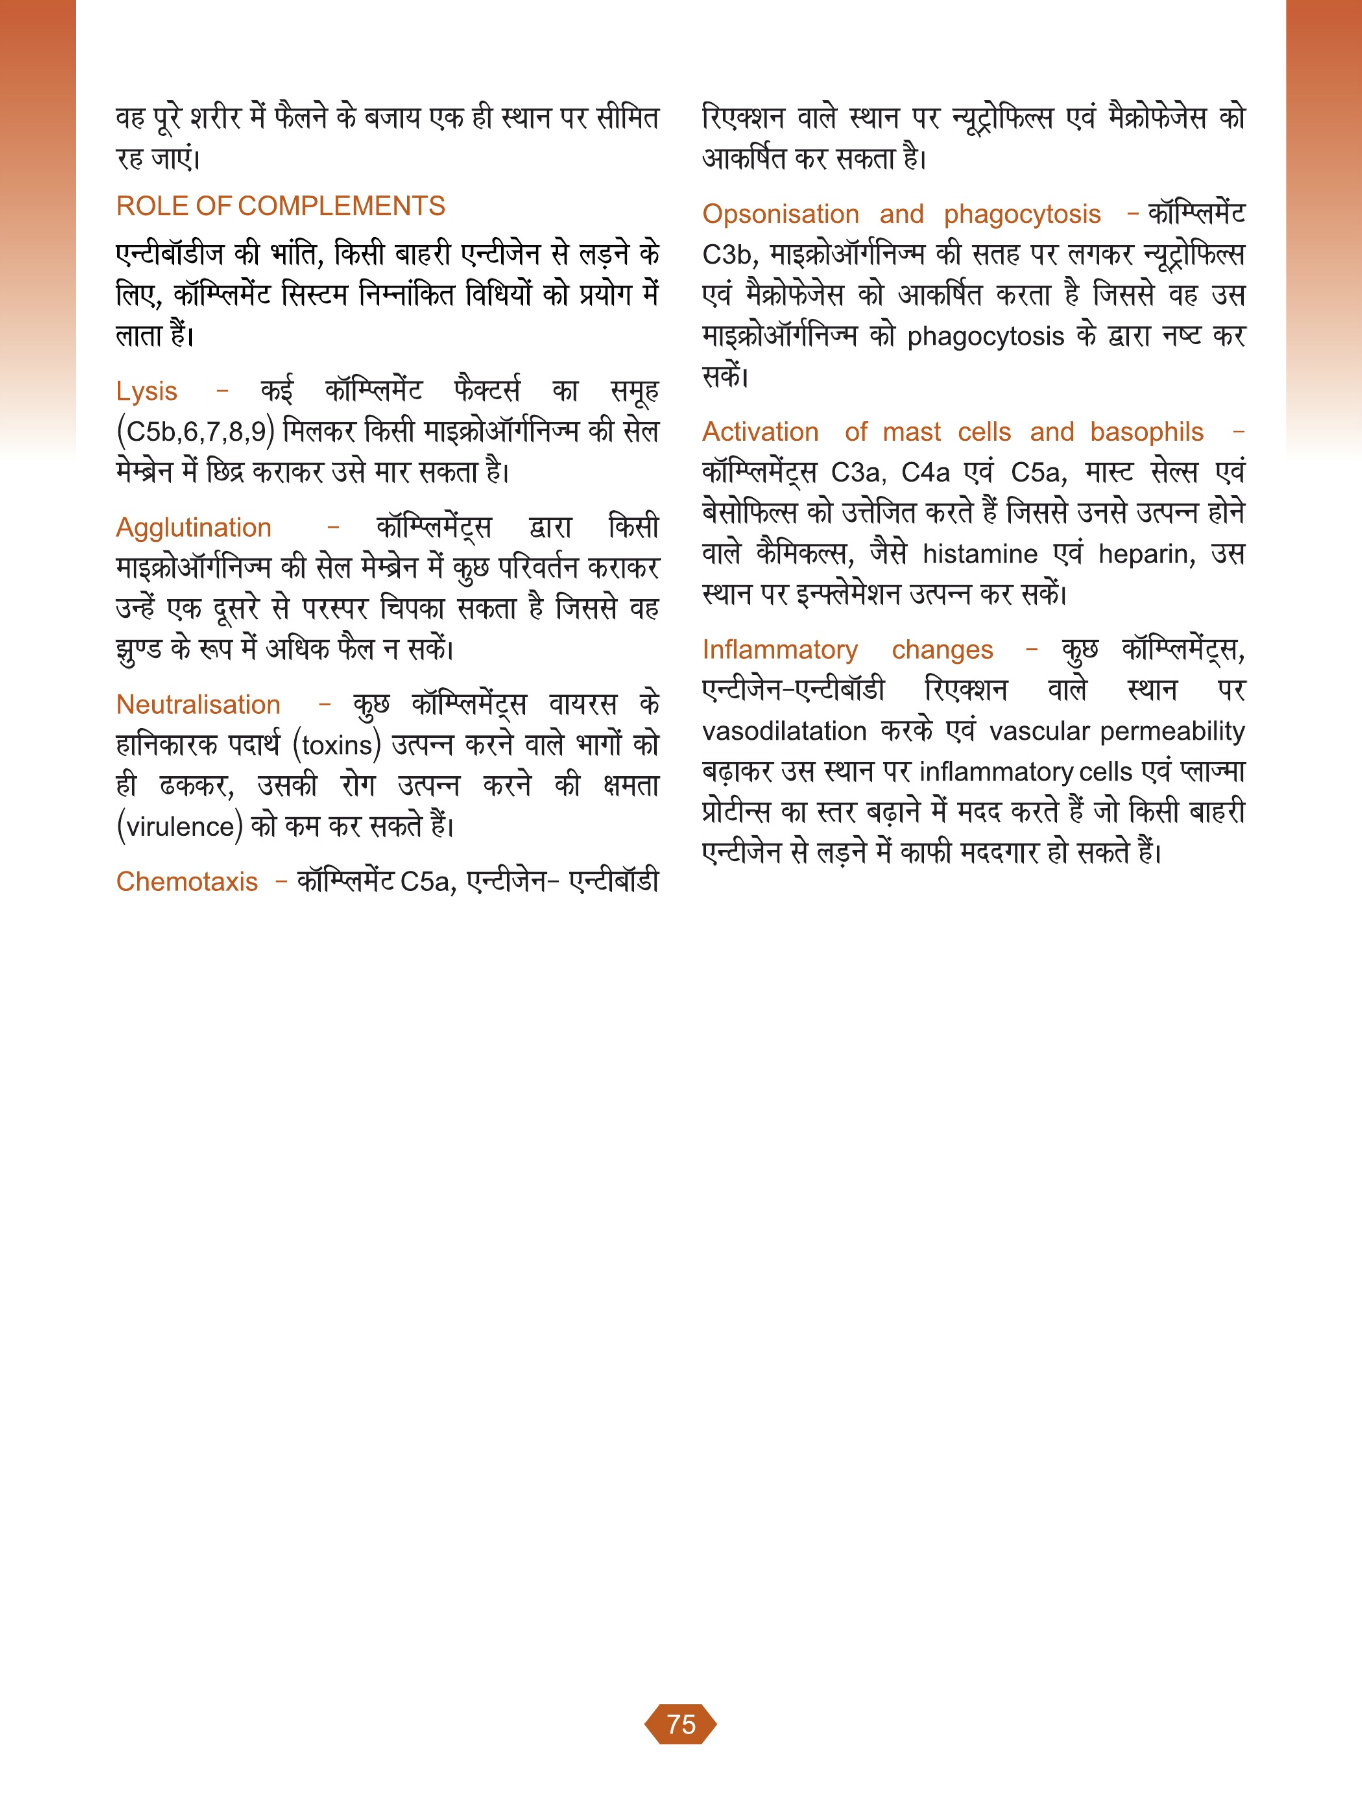 वह पूरे शरीर में फैलने के बजाय एक ही स्थान पर सीमित
रह जाएं।
ROLE OF COMPLEMENTS
एन्टीबॉडीज की भांति, किसी बाहरी एन्टीजेन से लड़ने के
लिए, कॉम्प्लिमेंट सिस्टम निम्नांकित विधियों को प्रयोग में
लाता हैं।
Lysis – कई कॉम्प्लिमेंट फैक्टर्स का समूह
(C5b,6,7,8,9) मिलकर किसी माइक्रोऑर्गनिज्म की सेल
मेम्ब्रेन में छिद्र कराकर उसे मार सकता है।
Agglutination – कॉम्प्लिमेंट्स द्वारा किसी
माइक्रोऑर्गनिज्म की सेल मेम्ब्रेन में कुछ परिवर्तन कराकर
उन्हें एक दूसरे से परस्पर चिपका सकता है जिससे वह
झुण्ड के रूप में अधिक फैल न सकें।
Neutralisation – कुछ कॉम्प्लिमेंट्स वायरस के
हानिकारक पदार्थ (toxins) उत्पन्न करने वाले भागों को
ही ढककर, उसकी रोग उत्पन्न करने की क्षमता
(virulence) को कम कर सकते हैं।
Chemotaxis – कॉम्प्लिमेंट C5a, एन्टीजेन– एन्टीबॉडी
रिएक्शन वाले स्थान पर न्यूट्रोफिल्स एवं मैक्रोफेजेस को
आकर्षित कर सकता है।
Opsonisation and phagocytosis – कॉम्प्लिमेंट
C3b, माइक्रोऑर्गनिज्म की सतह पर लगकर न्यूट्रोफिल्स
एवं मैक्रोफेजेस को आकर्षित करता है जिससे वह उस
माइक्रोऑर्गनिज्म को phagocytosis के द्वारा नष्ट कर
सकें।
Activation of mast cells and basophils –
कॉम्प्लिमेंट्स C3a, C4a एवं C5a, मास्ट सेल्स एवं
बेसोफिल्स को उत्तेजित करते हैं जिससे उनसे उत्पन्न होने
वाले कैमिकल्स, जैसे histamine एवं heparin, उस
स्थान पर इन्फ्लेमेशन उत्पन्न कर सकें।
Inflammatory changes – कुछ कॉम्प्लिमेंट्स,
एन्टीजेन–एन्टीबॉडी रिएक्शन वाले स्थान पर
vasodilatation करके एवं vascular permeability
बढ़ाकर उस स्थान पर inflammatory cells एवं प्लाज्मा
प्रोटीन्स का स्तर बढ़ाने में मदद करते हैं जो किसी बाहरी
एन्टीजेन से लड़ने में काफी मददगार हो सकते हैं।
75